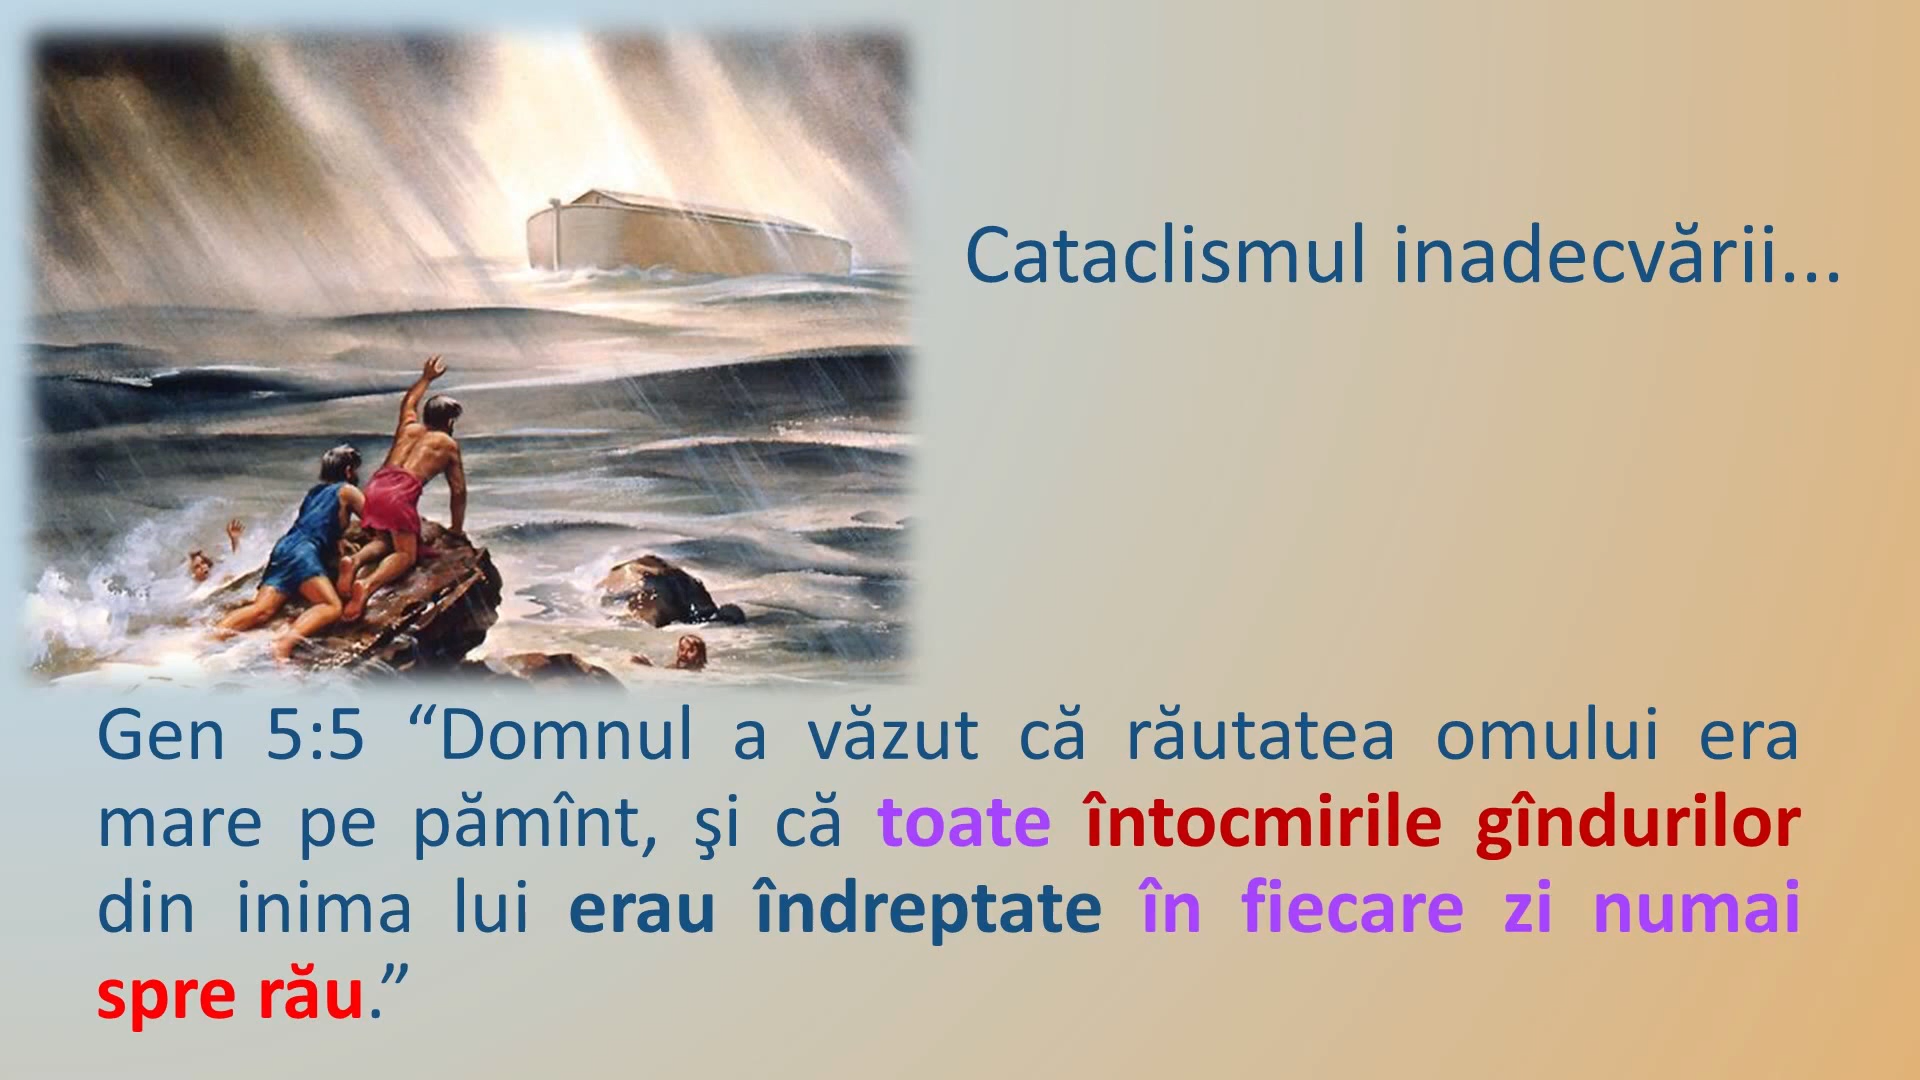 Cataclismul inadecvării...
Gen 5:5 “Domnul a văzut că răutatea omului era
mare pe pămînt, şi că toate întocmirile gîndurilor
din inima lui erau îndreptate în fiecare zi numai
spre rău.”